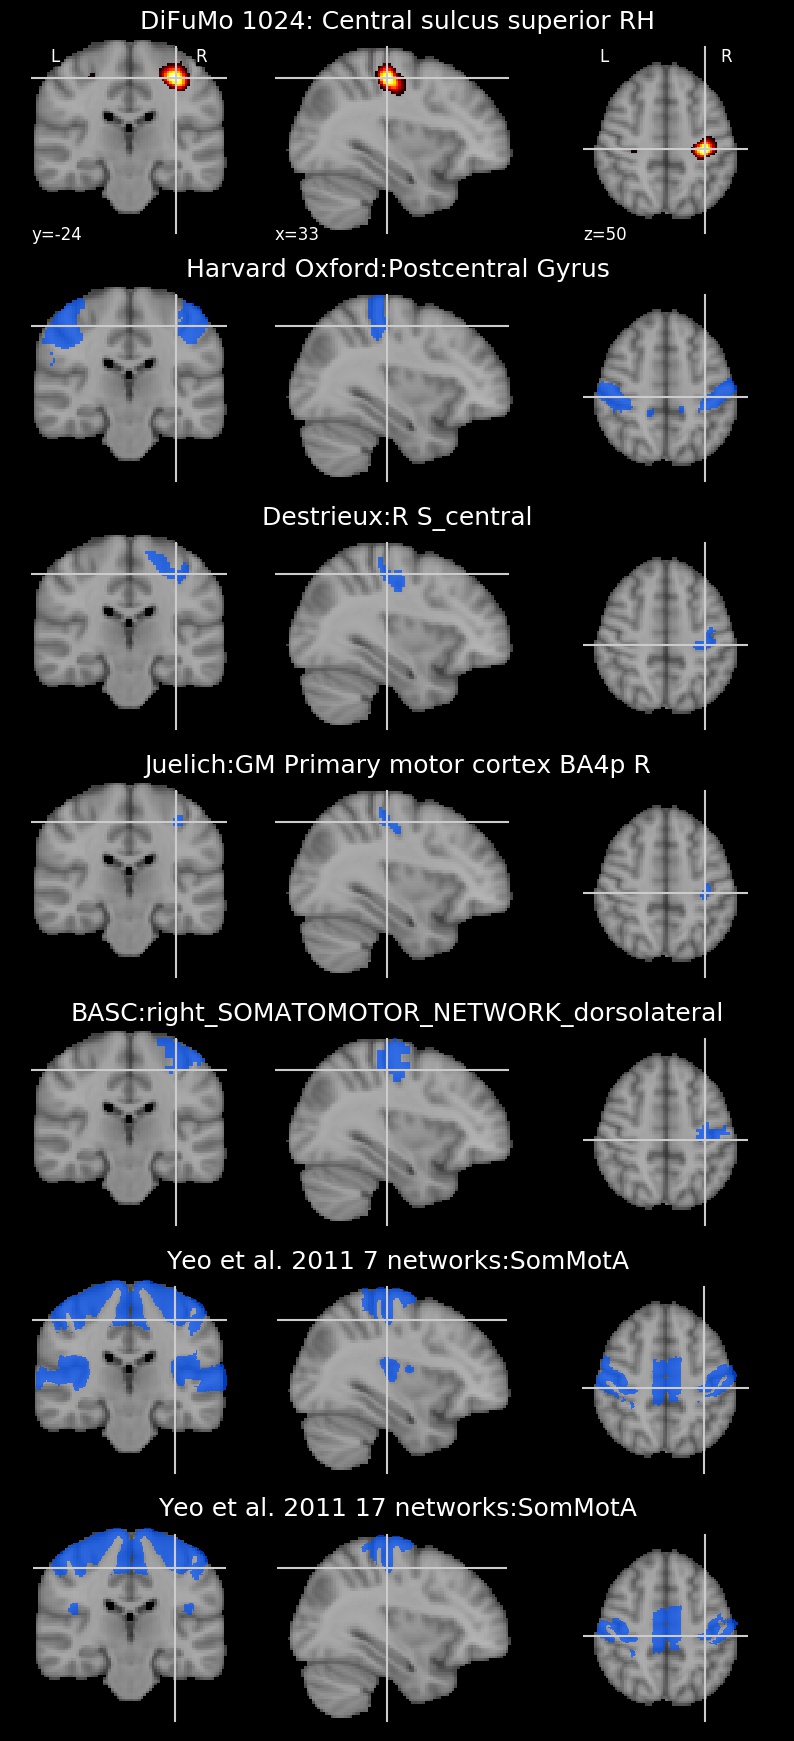 DiFuMo 1024: Central sulcus superior RH
L R L R
y=-24 x=33 z=50
Harvard Oxford:Postcentral Gyrus
Destrieux:R S_central
Juelich:GM Primary motor cortex BA4p R
BASC:right_SOMATOMOTOR_NETWORK_dorsolateral
Yeo et al. 2011 7 networks:SomMotA
Yeo et al. 2011 17 networks:SomMotA